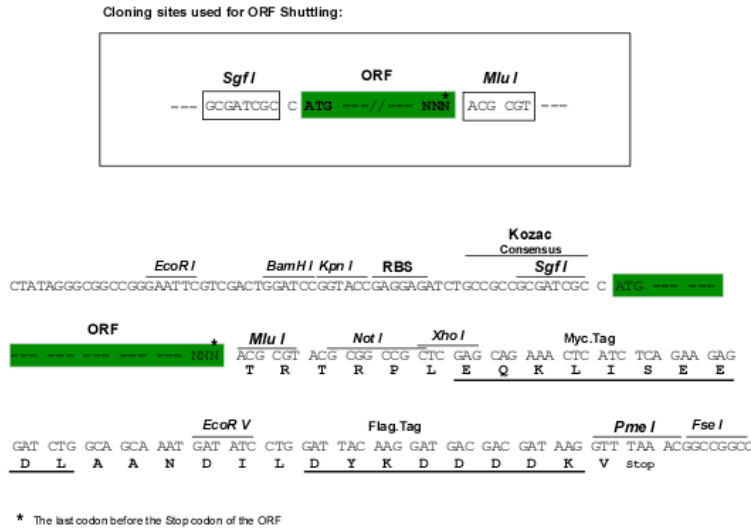 Cloning sites used for ORF Shuttling:
Sgf I ORF Mlu I
--- GCGATCGC C ATG ---//--- NNN* ACG CGT ---
Kozac
Consensus
EcoR I BamH I Kpn I RBS Sgf I
CTATAGGGCGGCCGGGAATTCGTCGACTGGATCCGGTACCGAGGAGATCTGCCGCCGCGATCGC C ATG --- ---
ORF Mlu I Not I Xho I Myc.Tag
--- --- --- --- --- NNN* ACG CGT ACG CGG CCG CTC GAG CAG AAA CTC ATC TCA GAA GAG
T R T R P L E Q K L I S E E
EcoR V Flag.Tag Pme I Fse I
GAT CTG GCA GCA AAT GAT ATC CTG GAT TAC AAG GAT GAC GAC GAT AAG GTT TAA ACGGCCGGCC
D L A A N D I L D Y K D D D D K V Stop
* The last codon before the Stop codon of the ORF